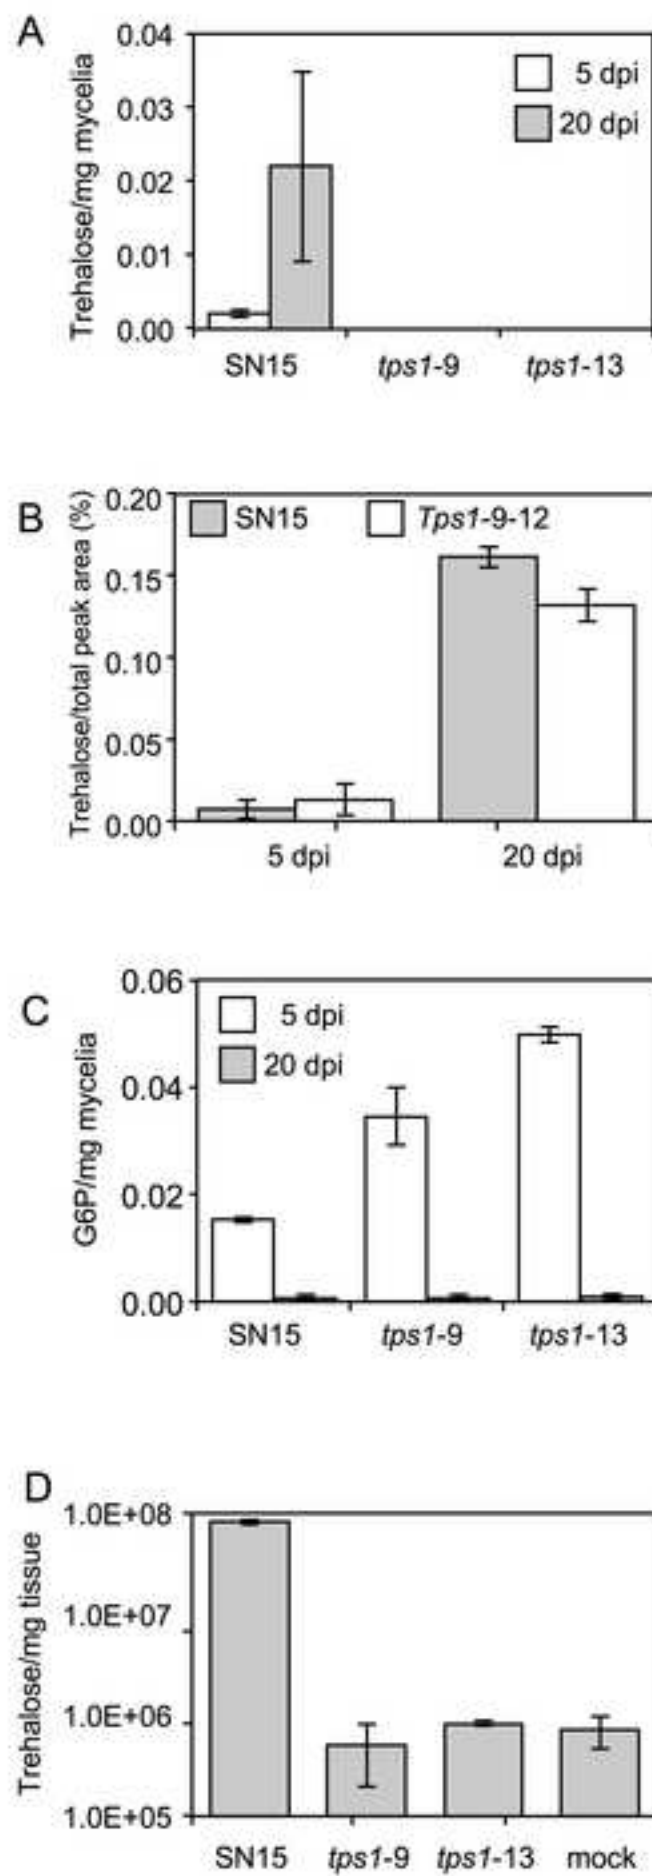 A
Trehalose/mg mycelia
0.04
0.03
0.02
0.01
0.00
5 dpi
20 dpi
SN15 tps1-9 tps1-13
B
Trehalose/total peak area (%)
0.20
0.15
0.10
0.05
0.00
SN15 Tps1-9-12
5 dpi 20 dpi
C
G6P/mg mycelia
0.06
0.04
0.02
0.00
5 dpi
20 dpi
SN15 tps1-9 tps1-13
D
Trehalose/mg tissue
1.0E+08
1.0E+07
1.0E+06
1.0E+05
SN15 tps1-9 tps1-13 mock